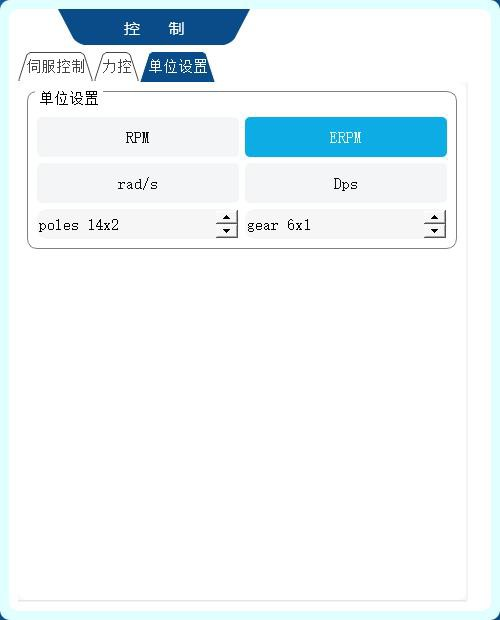 控 制
伺服控制 力控 单位设置
单位设置
RPM ERPM
rad/s Dps
poles 14x2 gear 6x1